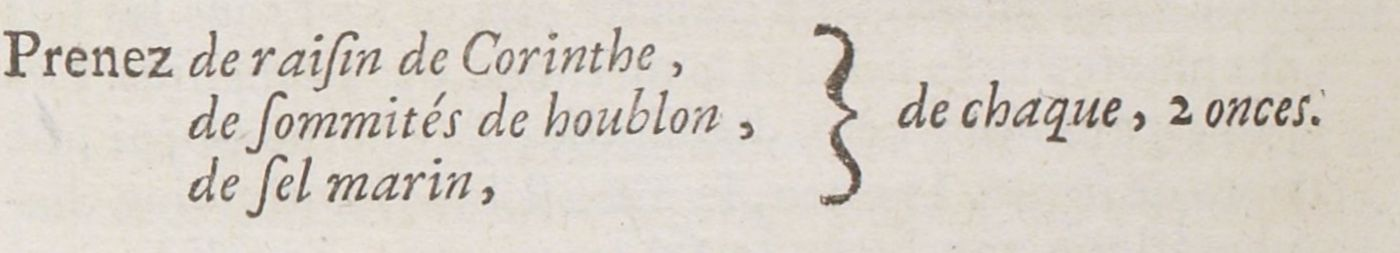 Prenez de raiſin de Corinthe,
de ſommités de houblon,
de ſel marin,
} de chaque, 2 onces.